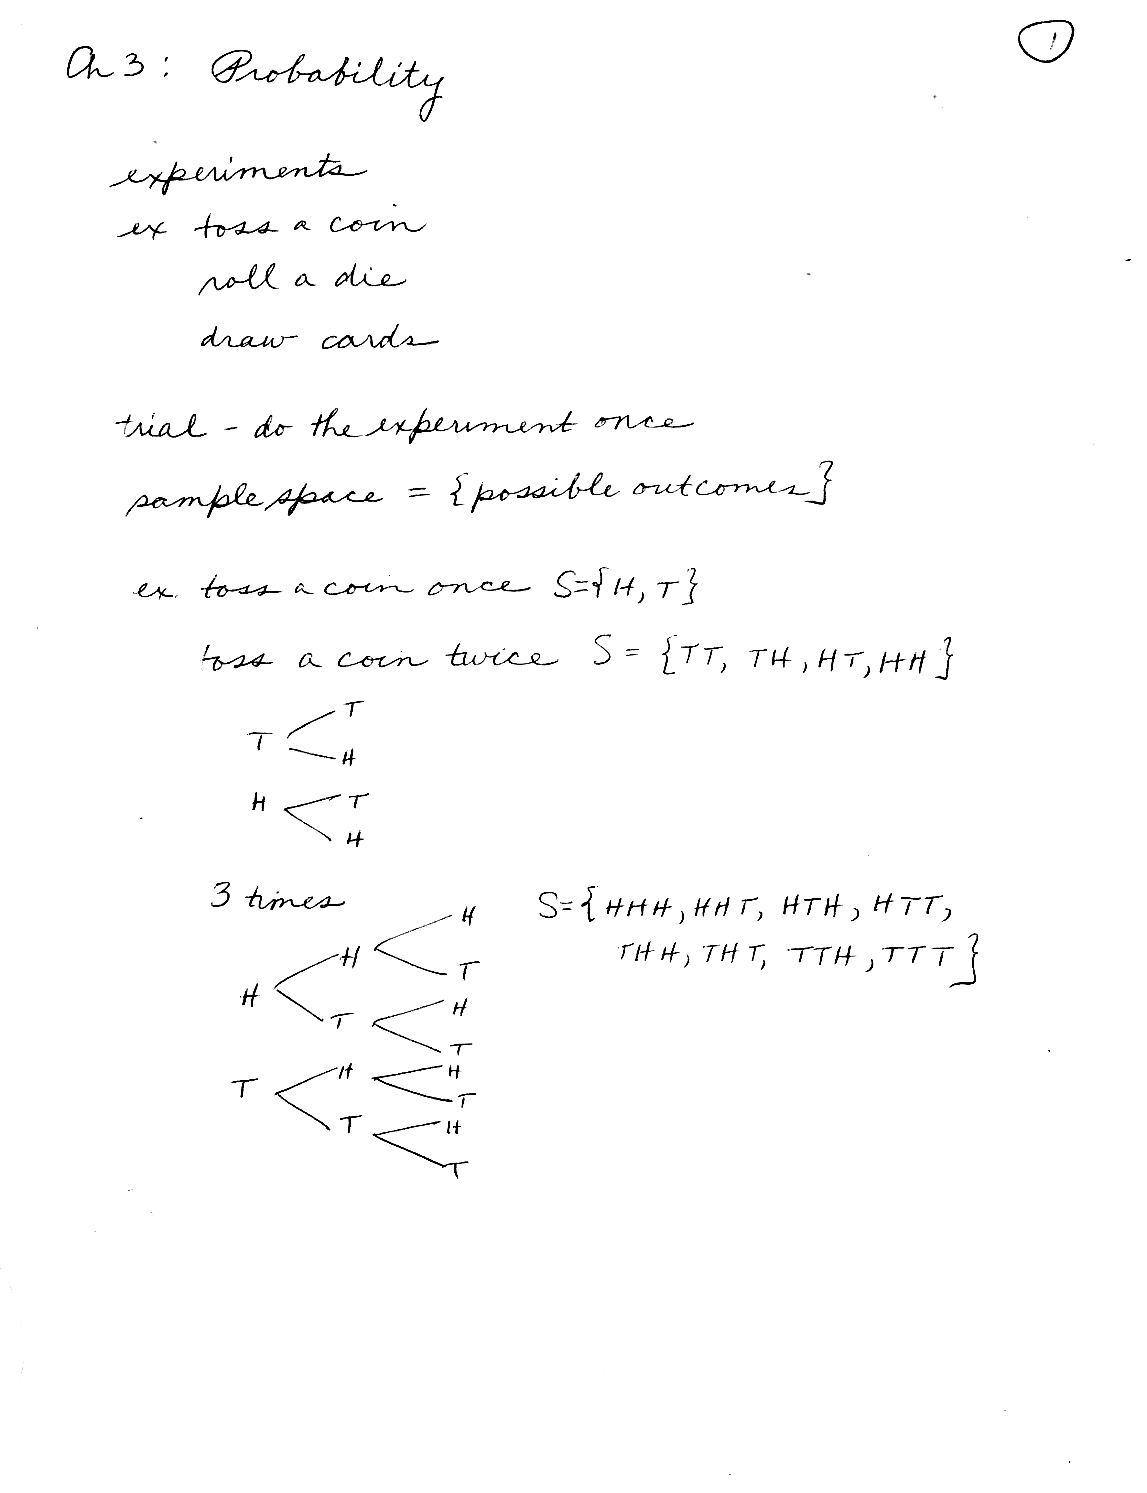 1
Ch 3: Probability
experiments
ex toss a coin
roll a die
draw cards
trial - do the experiment once
sample space = {possible outcomes}
ex. toss a coin once S={H, T}
toss a coin twice S = {TT, TH, HT, HH}
T
T
H
H
T
H
3 times
S={HHH, HHT, HTH, HTT,
THH, THT, TTH, TTT}
H
H
T
H
T
H
T
H
H
T
T
T
H
T